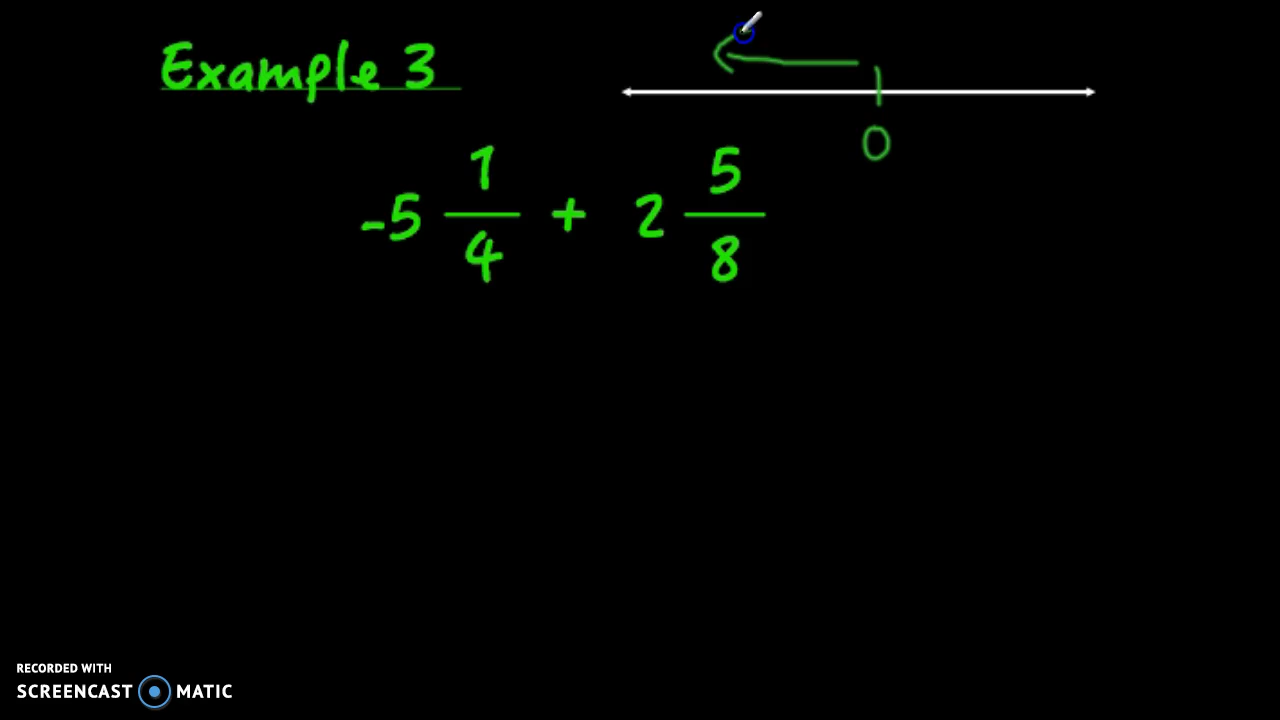 Example 3
0
-5 1/4 + 2 5/8
RECORDED WITH
SCREENCAST MATIC